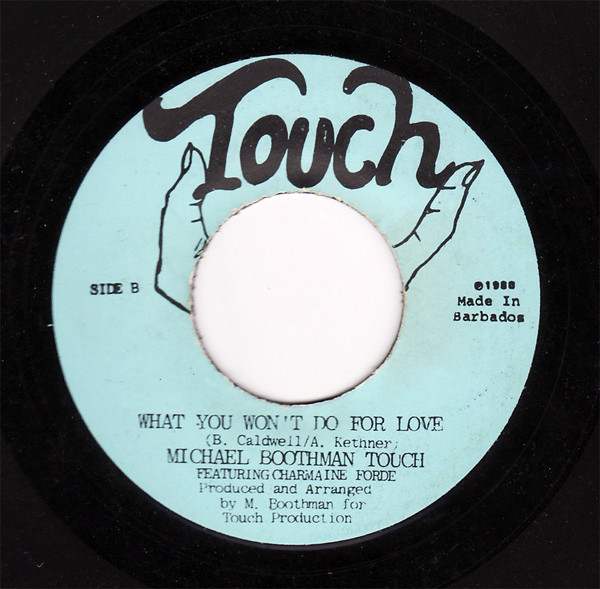 Touch
SIDE B
℗1980
Made In
Barbados
WHAT YOU WON'T DO FOR LOVE
(B. Caldwell/A. Kethner)
MICHAEL BOOTHMAN TOUCH
FEATURING CHARMAINE FORDE
Produced and Arranged
by M. Boothman for
Touch Production